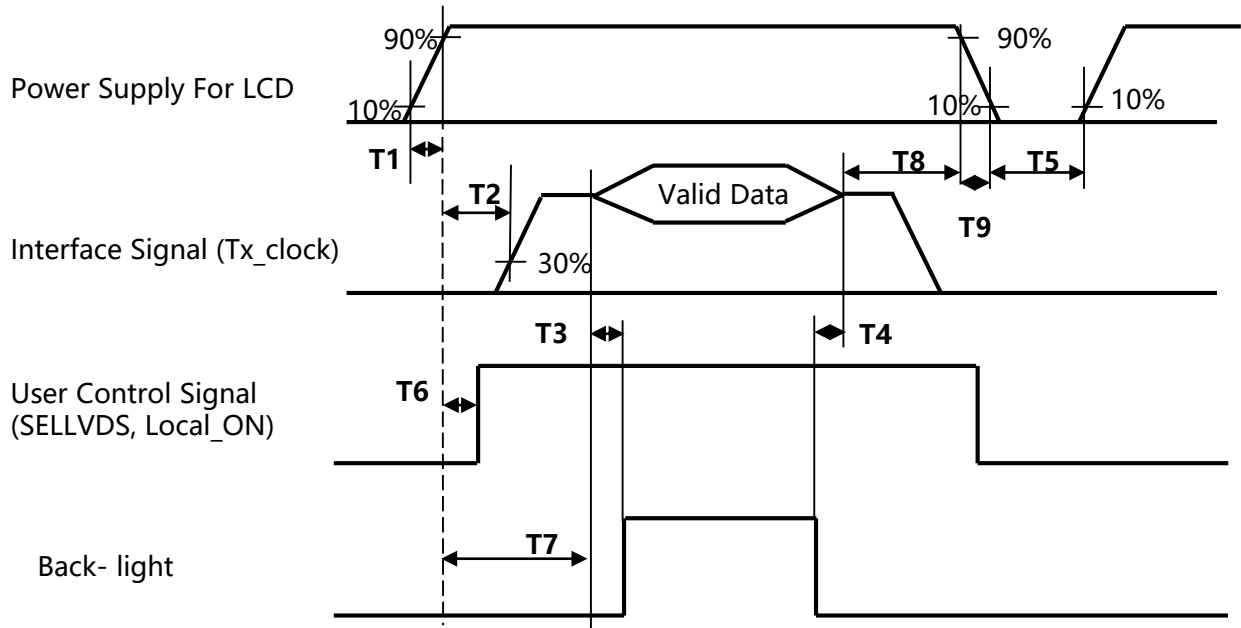 90%
90%
Power Supply For LCD
10%
10%
10%
T1
T8
T5
T2
Valid Data
T9
Interface Signal (Tx_clock)
30%
T3
T4
User Control Signal
(SELLVDS, Local_ON)
T6
T7
Back- light